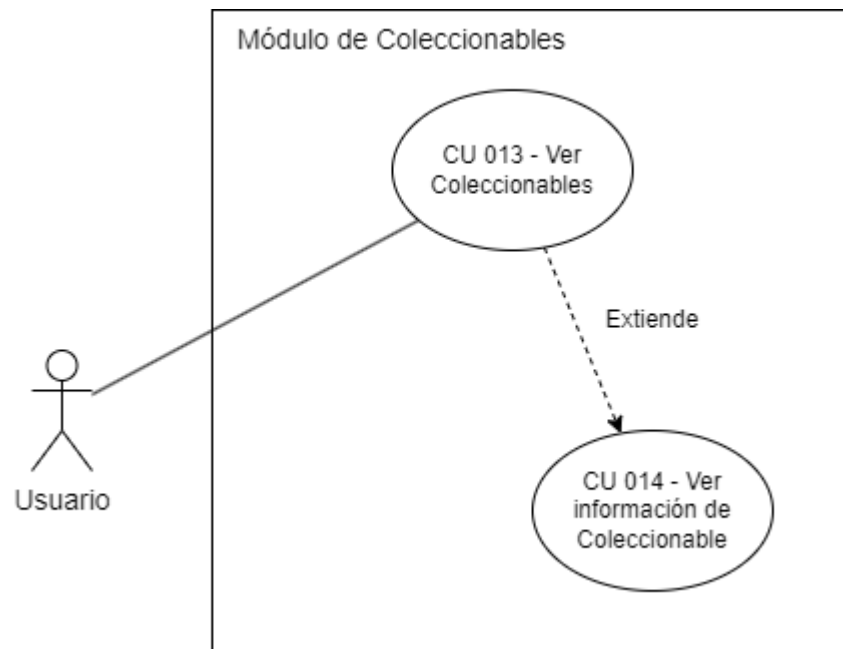 Módulo de Coleccionables
CU 013 - Ver
Coleccionables
Extiende
Usuario
CU 014 - Ver
información de
Coleccionable